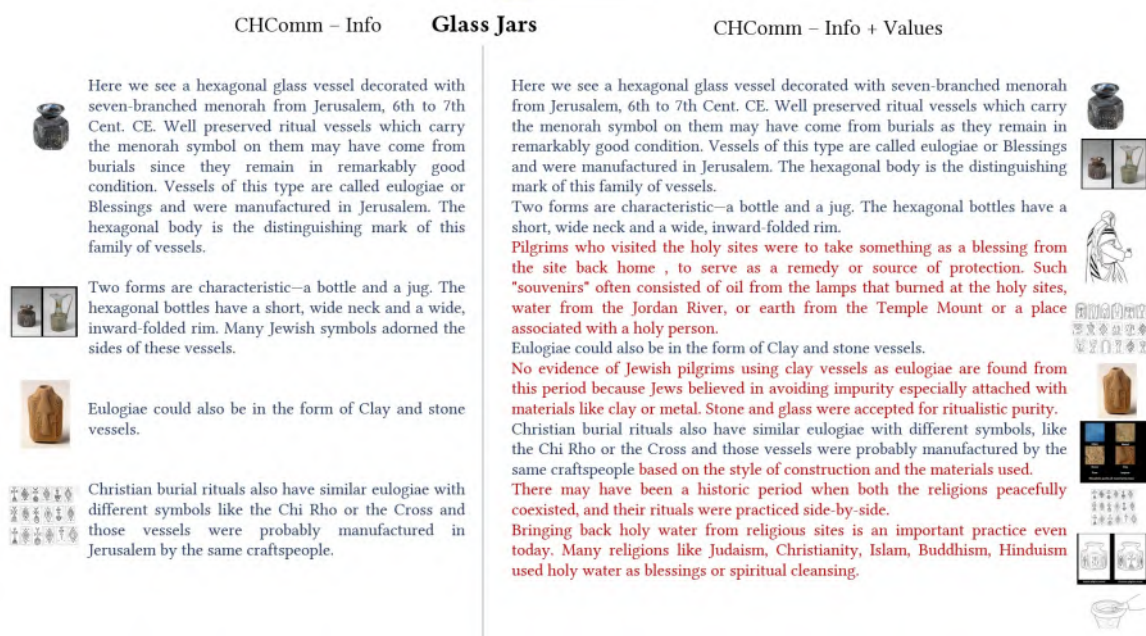 CHComm – Info
Glass Jars
CHComm – Info + Values
Here we see a hexagonal glass vessel decorated with
seven-branched menorah from Jerusalem, 6th to 7th
Cent. CE. Well preserved ritual vessels which carry
the menorah symbol on them may have come from
burials since they remain in remarkably good
condition. Vessels of this type are called eulogiae or
Blessings and were manufactured in Jerusalem. The
hexagonal body is the distinguishing mark of this
family of vessels.
Two forms are characteristic—a bottle and a jug. The
hexagonal bottles have a short, wide neck and a wide,
inward-folded rim. Many Jewish symbols adorned the
sides of these vessels.
Eulogiae could also be in the form of Clay and stone
vessels.
Christian burial rituals also have similar eulogiae with
different symbols like the Chi Rho or the Cross and
those vessels were probably manufactured in
Jerusalem by the same craftspeople.
Here we see a hexagonal glass vessel decorated with seven-branched menorah
from Jerusalem, 6th to 7th Cent. CE. Well preserved ritual vessels which carry
the menorah symbol on them may have come from burials as they remain in
remarkably good condition. Vessels of this type are called eulogiae or Blessings
and were manufactured in Jerusalem. The hexagonal body is the distinguishing
mark of this family of vessels.
Two forms are characteristic—a bottle and a jug. The hexagonal bottles have a
short, wide neck and a wide, inward-folded rim.
Pilgrims who visited the holy sites were to take something as a blessing from
the site back home , to serve as a remedy or source of protection. Such
"souvenirs" often consisted of oil from the lamps that burned at the holy sites,
water from the Jordan River, or earth from the Temple Mount or a place
associated with a holy person.
Eulogiae could also be in the form of Clay and stone vessels.
No evidence of Jewish pilgrims using clay vessels as eulogiae are found from
this period because Jews believed in avoiding impurity especially attached with
materials like clay or metal. Stone and glass were accepted for ritualistic purity.
Christian burial rituals also have similar eulogiae with different symbols, like
the Chi Rho or the Cross and those vessels were probably manufactured by the
same craftspeople based on the style of construction and the materials used.
There may have been a historic period when both the religions peacefully
coexisted, and their rituals were practiced side-by-side.
Bringing back holy water from religious sites is an important practice even
today. Many religions like Judaism, Christianity, Islam, Buddhism, Hinduism
used holy water as blessings or spiritual cleansing.